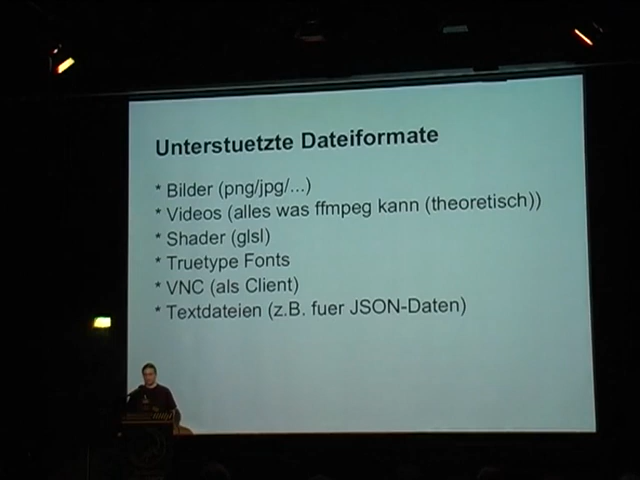 Unterstuetzte Dateiformate
* Bilder (png/jpg/...)
* Videos (alles was ffmpeg kann (theoretisch))
* Shader (glsl)
* Truetype Fonts
* VNC (als Client)
* Textdateien (z.B. fuer JSON-Daten)